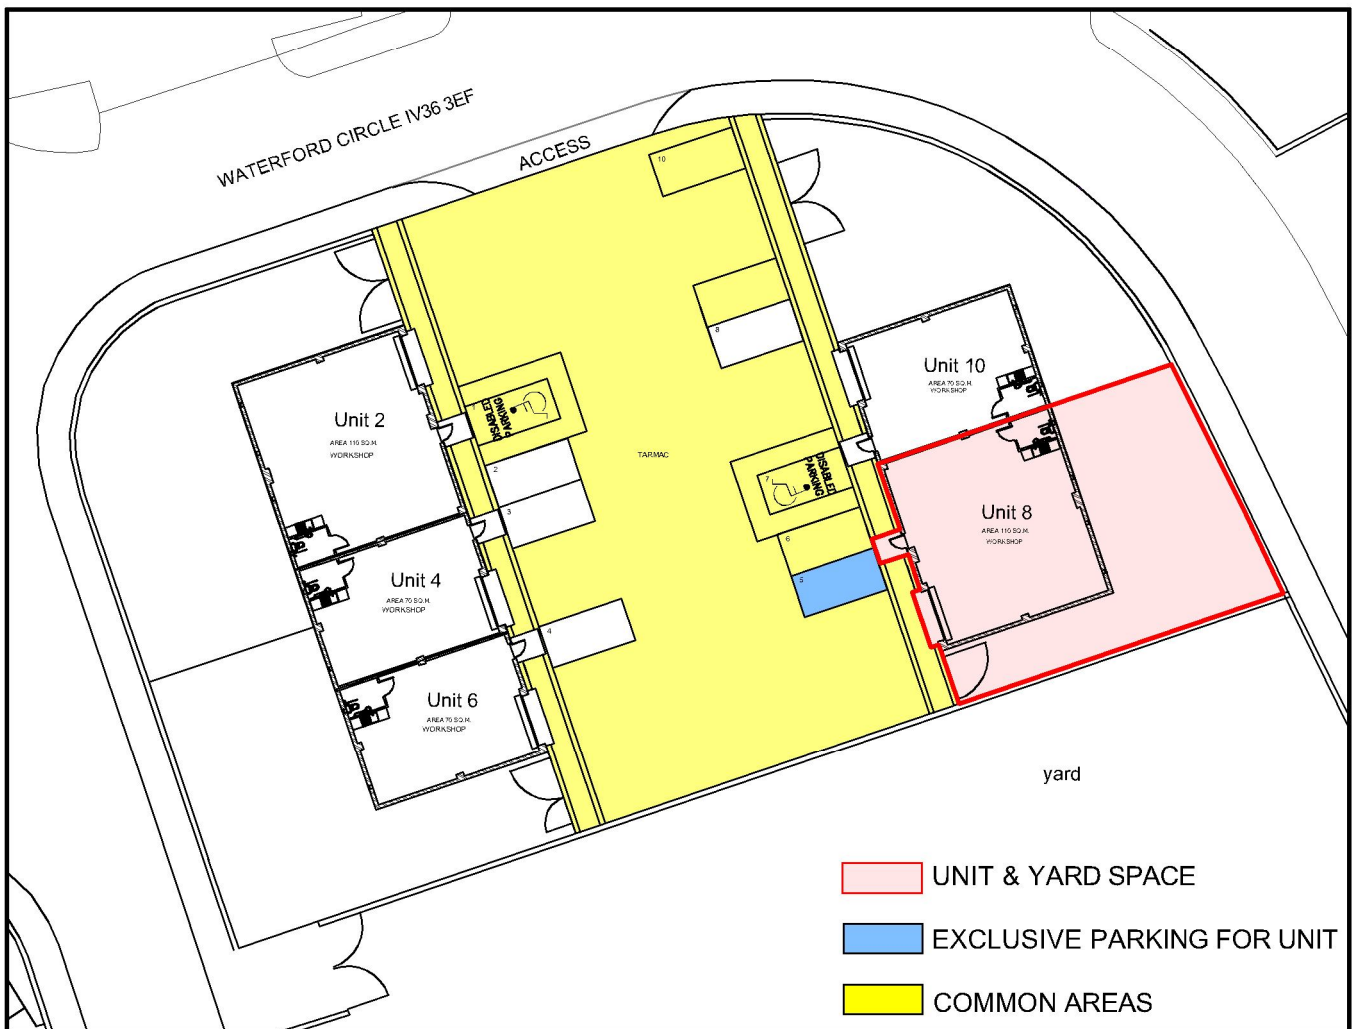 WATERFORD CIRCLE IV36 3EF
ACCESS
10
8
Unit 10
AREA 70 SQ.M.
WORKSHOP
Unit 2
AREA 110 SQ.M.
WORKSHOP
DISABLED
PARKING
2
3
TARMAC
DISABLED
PARKING
7
6
5
Unit 8
AREA 110 SQ.M.
WORKSHOP
Unit 4
AREA 70 SQ.M.
WORKSHOP
4
Unit 6
AREA 70 SQ.M.
WORKSHOP
yard
UNIT & YARD SPACE
EXCLUSIVE PARKING FOR UNIT
COMMON AREAS